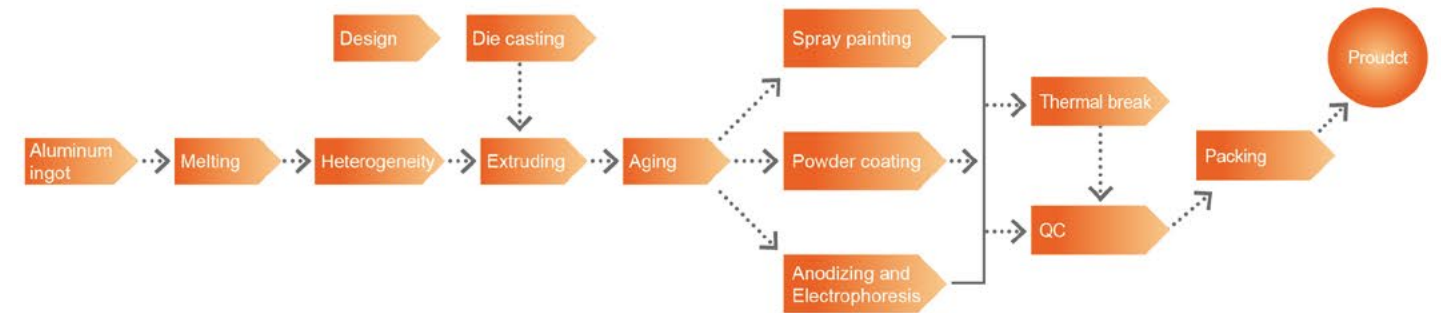 Design
Die casting
Spray painting
Proudct
Thermal break
Aluminum
ingot
Melting
Heterogeneity
Extruding
Aging
Powder coating
Packing
QC
Anodizing and
Electrophoresis